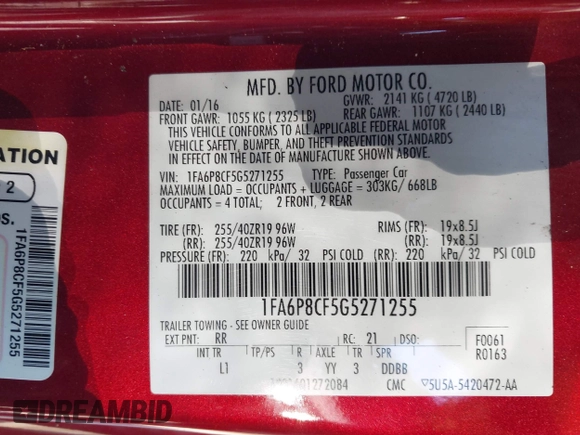 MFD. BY FORD MOTOR CO.
DATE: 01/16 GVWR: 2141 KG ( 4720 LB)
FRONT GAWR: 1055 KG ( 2325 LB) REAR GAWR: 1107 KG ( 2440 LB)
THIS VEHICLE CONFORMS TO ALL APPLICABLE FEDERAL MOTOR
VEHICLE SAFETY, BUMPER, AND THEFT PREVENTION STANDARDS
IN EFFECT ON THE DATE OF MANUFACTURE SHOWN ABOVE.
VIN: 1FA6P8CF5G5271255 TYPE: Passenger Car
MAXIMUM LOAD = OCCUPANTS + LUGGAGE = 303KG/ 668LB
OCCUPANTS = 4 TOTAL; 2 FRONT, 2 REAR
TIRE (FR): 255/40ZR19 96W RIMS (FR): 19x8.5J
(RR): 255/40ZR19 96W (RR): 19x8.5J
PRESSURE (FR): 220 kPa/ 32 PSI COLD (RR): 220 kPa/ 32 PSI COLD
1FA6P8CF5G5271255
TRAILER TOWING - SEE OWNER GUIDE
EXT PNT: RR RC: 21 DSO: F0061
INT TR TP/PS R AXLE TR SPR R0163
L1 3 YY 3 DDBB
CMC 5U5A-5420472-AA
ATION
2
OS.
1FA6P8CF5G5271255
DREAMBID